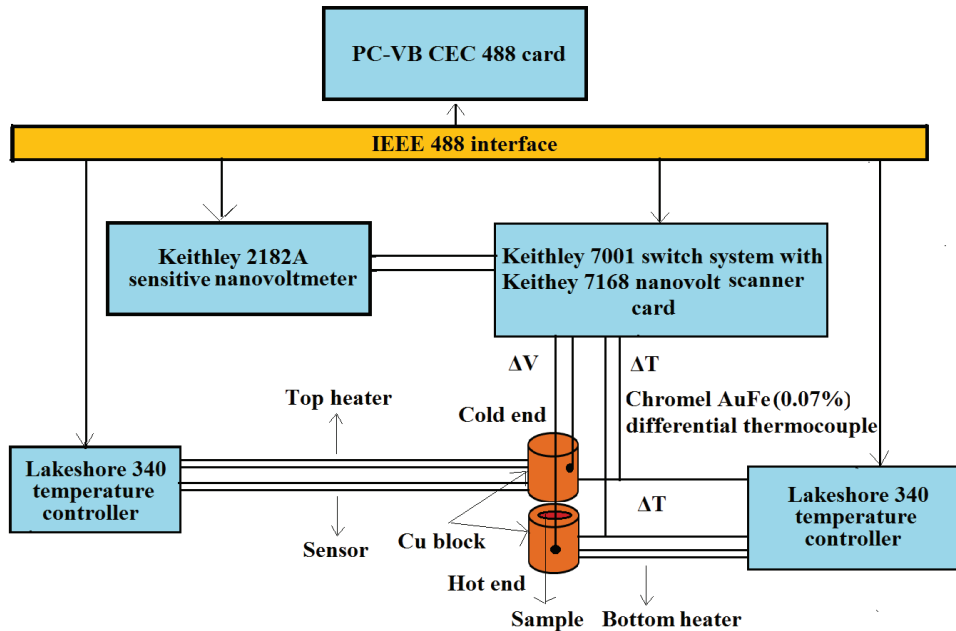 PC-VB CEC 488 card
IEEE 488 interface
Keithley 2182A
sensitive nanovoltmeter
Keithley 7001 switch system with
Keithey 7168 nanovolt scanner
card
ΔV
ΔT
Top heater
Cold end
Chromel AuFe (0.07%)
differential thermocouple
Lakeshore 340
temperature
controller
Lakeshore 340
temperature
controller
ΔT
Sensor
Cu block
Hot end
Sample
Bottom heater